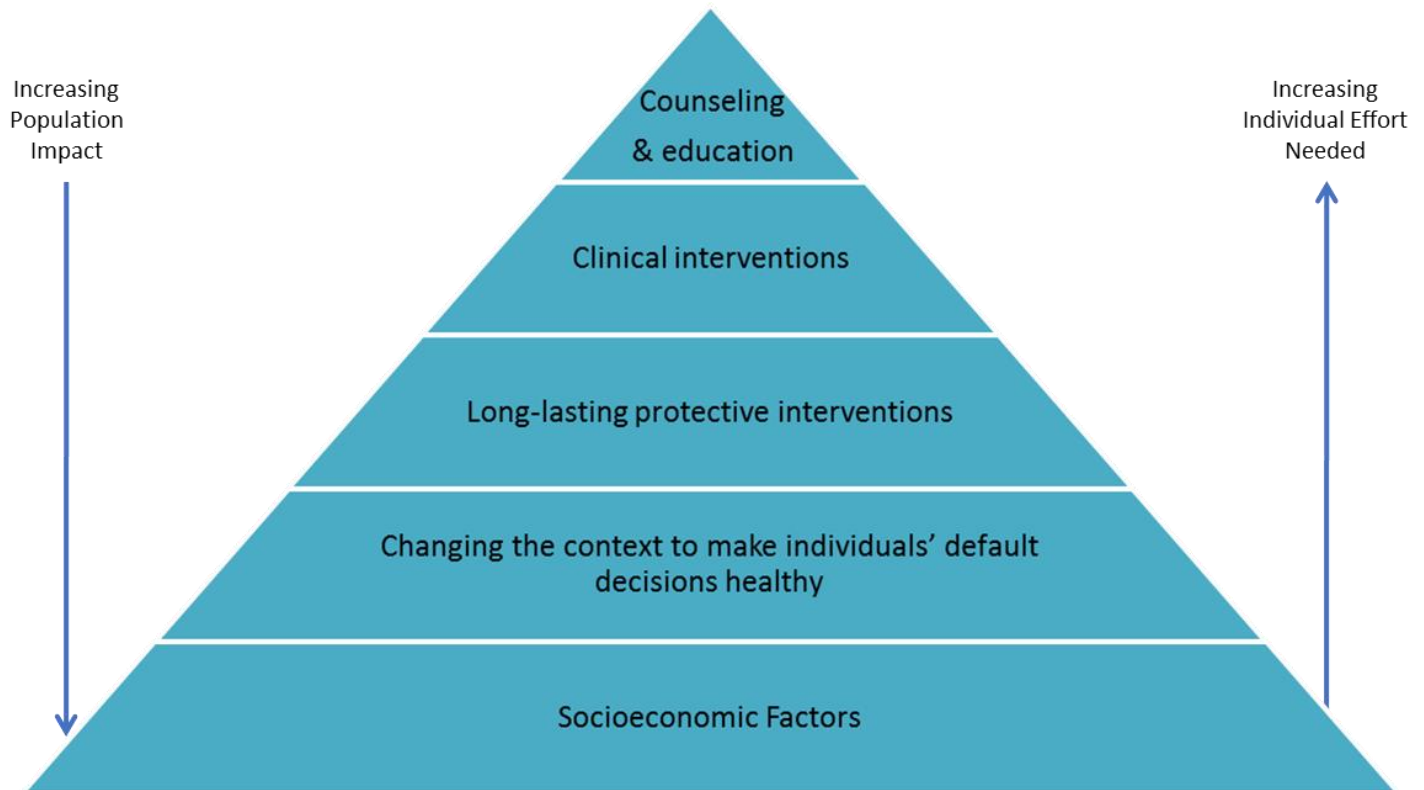 Increasing
Population
Impact
Increasing
Individual Effort
Needed
Counseling
& education
Clinical interventions
Long-lasting protective interventions
Changing the context to make individuals’ default
decisions healthy
Socioeconomic Factors